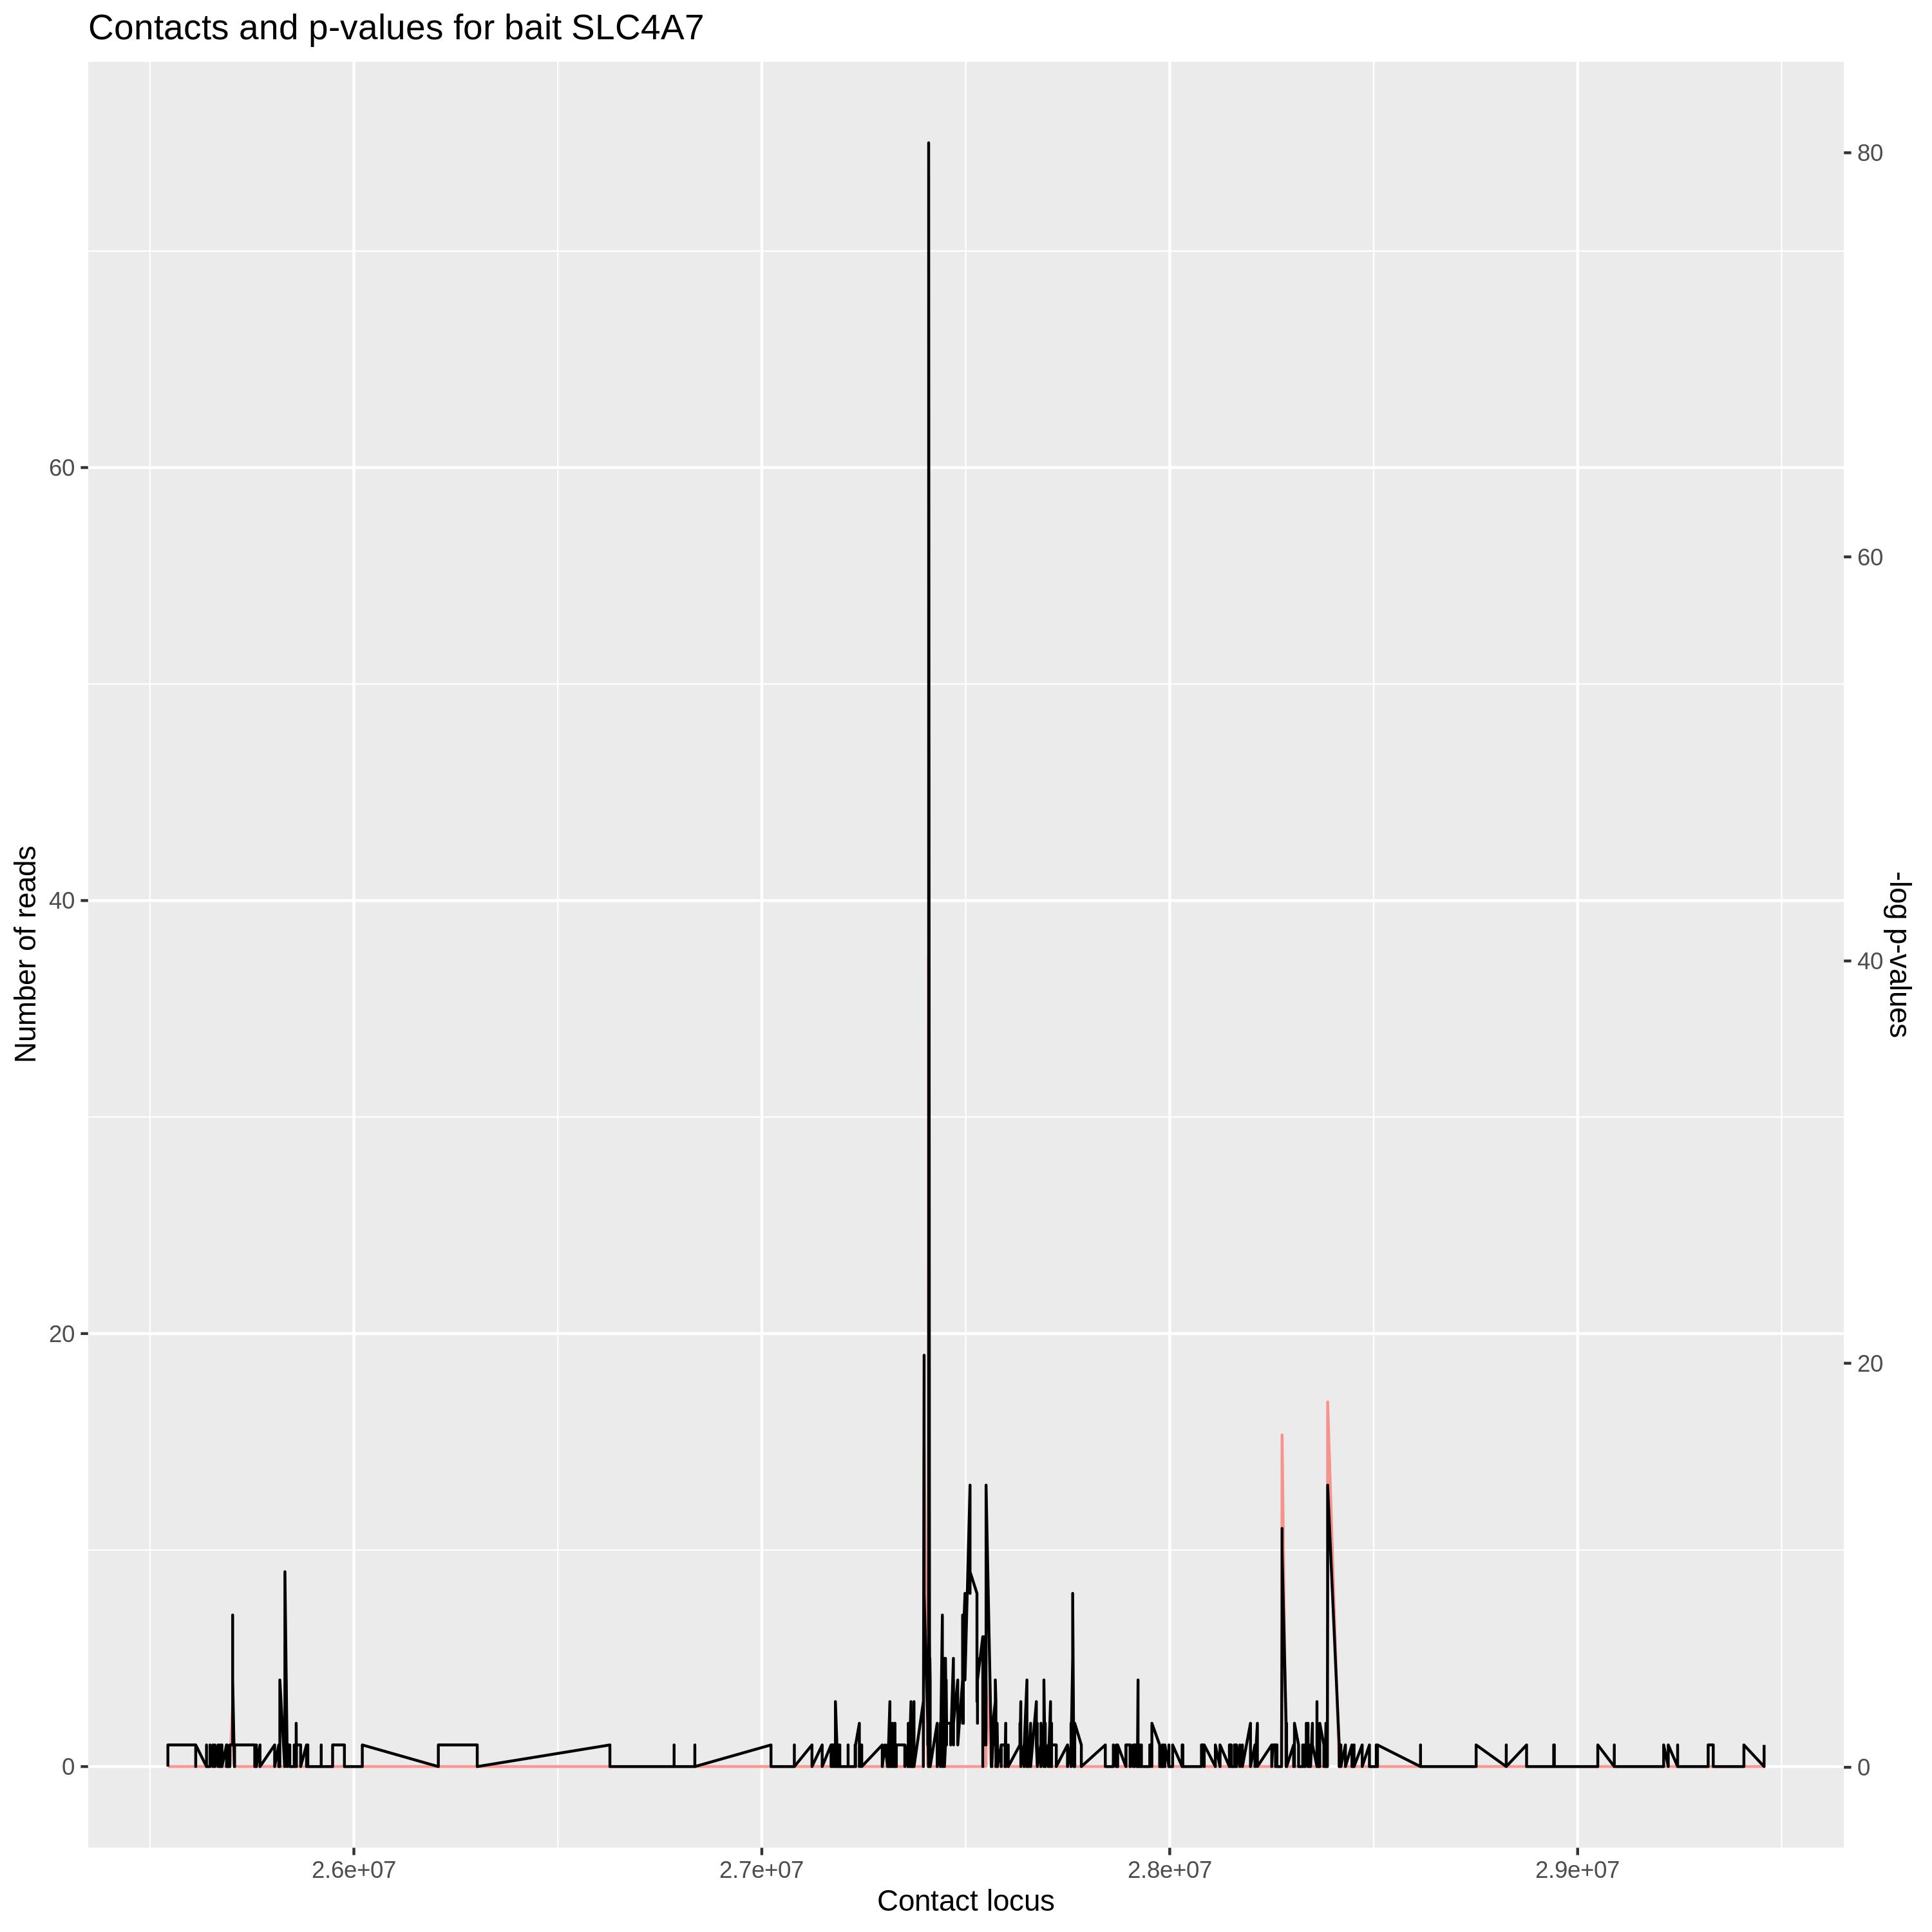 Contacts and p-values for bait SLC4A7
Number of reads
60
40
20
0
80
60
40
20
0
-log p-values
2.6e+07
2.7e+07
2.8e+07
2.9e+07
Contact locus